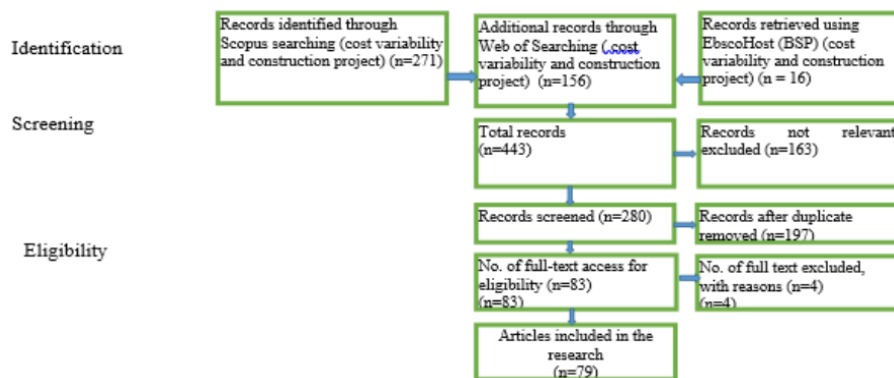 Identification
Records identified through
Scopus searching (cost variability
and construction project) (n=271)
Additional records through
Web of Searching ( cost
variability and construction
project) (n=156)
Records retrieved using
EbscoHost (BSP) (cost
variability and construction
project) (n = 16)
Screening
Total records
(n=443)
Records not relevant
excluded (n=163)
Eligibility
Records screened (n=280)
Records after duplicate
removed (n=197)
No. of full-text access for
eligibility (n=83)
(n=83)
No. of full text excluded,
with reasons (n=4)
(n=4)
Articles included in the
research
(n=79)